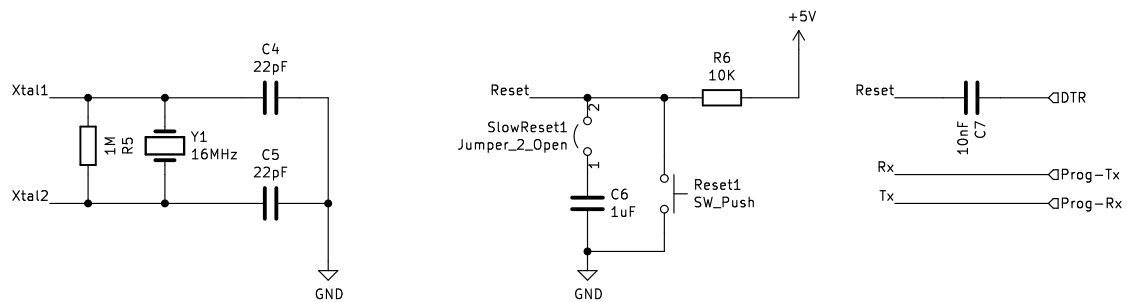 Xtal1
C4
22pF
1M
R5
Y1
16MHz
C5
22pF
Xtal2
GND
+5V
R6
10K
Reset
2
SlowReset1
Jumper_2_Open
1
C6
1uF
Reset1
SW_Push
GND
Reset
10nF
C7
DTR
Rx
Prog-Tx
Tx
Prog-Rx